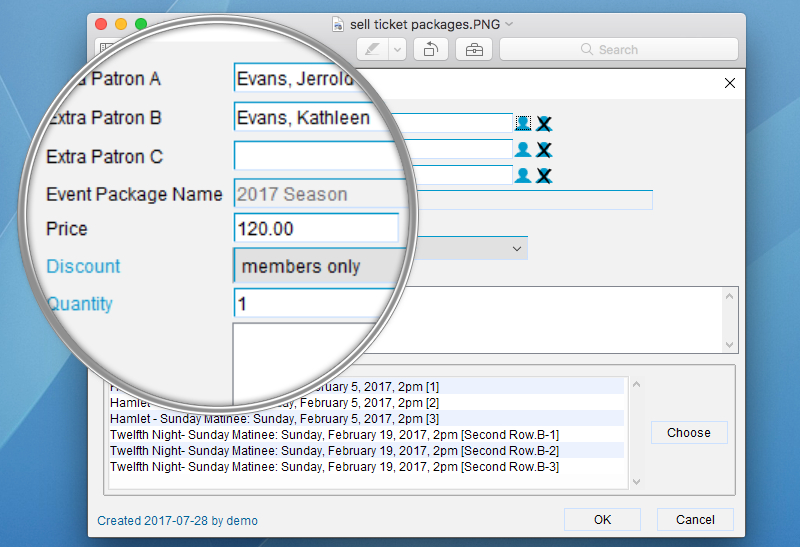 sell ticket packages.PNG
Search
Extra Patron A Evans, Jerrold
Extra Patron B Evans, Kathleen
Extra Patron C
Event Package Name 2017 Season
Price 120.00
Discount members only
Quantity 1
February 5, 2017, 2pm [1]
Hamlet - Sunday, February 5, 2017, 2pm [2]
Hamlet - Sunday Matinee: Sunday, February 5, 2017, 2pm [3]
Twelfth Night- Sunday Matinee: Sunday, February 19, 2017, 2pm [Second Row.B-1]
Choose
Twelfth Night- Sunday Matinee: Sunday, February 19, 2017, 2pm [Second Row.B-2]
Twelfth Night- Sunday Matinee: Sunday, February 19, 2017, 2pm [Second Row.B-3]
Created 2017-07-28 by demo
OK
Cancel